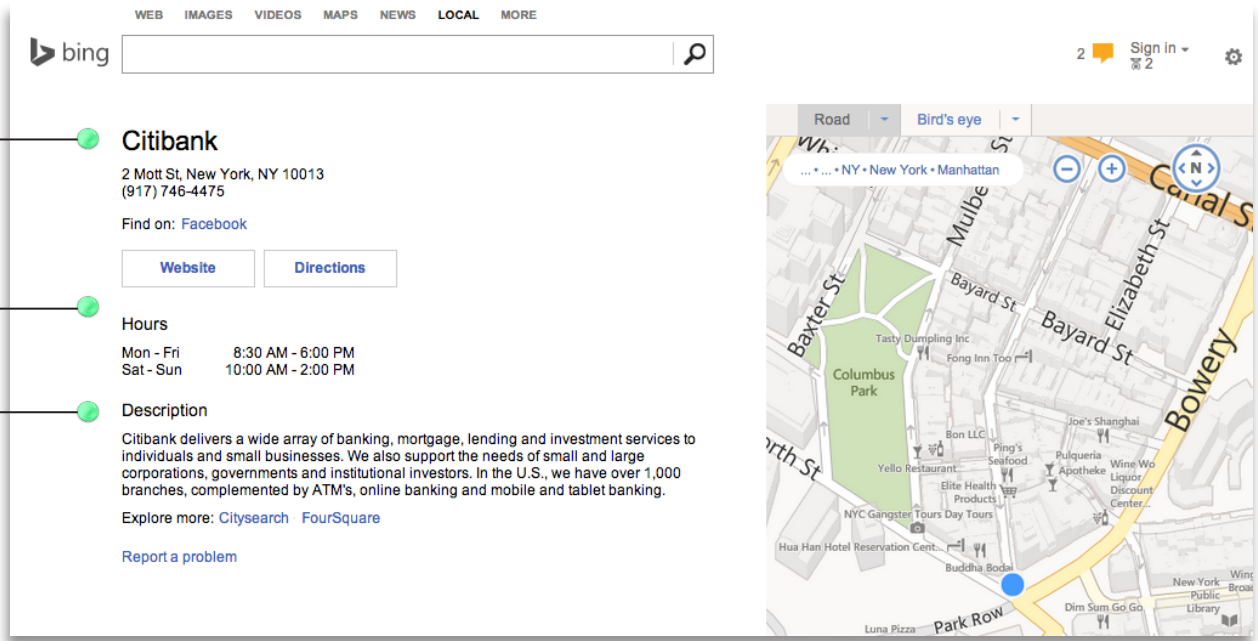 WEB IMAGES VIDEOS MAPS NEWS LOCAL MORE
bing
2 Sign in
2
Citibank
2 Mott St, New York, NY 10013
(917) 746-4475
Find on: Facebook
Website Directions
Hours
Mon - Fri 8:30 AM - 6:00 PM
Sat - Sun 10:00 AM - 2:00 PM
Description
Citibank delivers a wide array of banking, mortgage, lending and investment services to
individuals and small businesses. We also support the needs of small and large
corporations, governments and institutional investors. In the U.S., we have over 1,000
branches, complemented by ATM's, online banking and mobile and tablet banking.
Explore more: Citysearch FourSquare
Report a problem
Road Bird's eye
... • ... • NY • New York • Manhattan
N
Canal S
Mulbe
St
Elizabeth St
Bayard St
Bayard St
Baxter St
Bowery
Tasty Dumpling Inc
Fong Inn Too
Columbus
Park
Joe's Shanghai
Bon LLC
Ping's
Seafood
Pulqueria
Apotheke
Wine Wo
Liquor
Discount
Center...
orth St
Yello Restaurant
Elite Health
Products
NYC Gangster Tours Day Tours
Hua Han Hotel Reservation Cent...
Buddha Bodai
New York
Public
Library
Wing
Broa
Dim Sum Go Go
Luna Pizza
Park Row